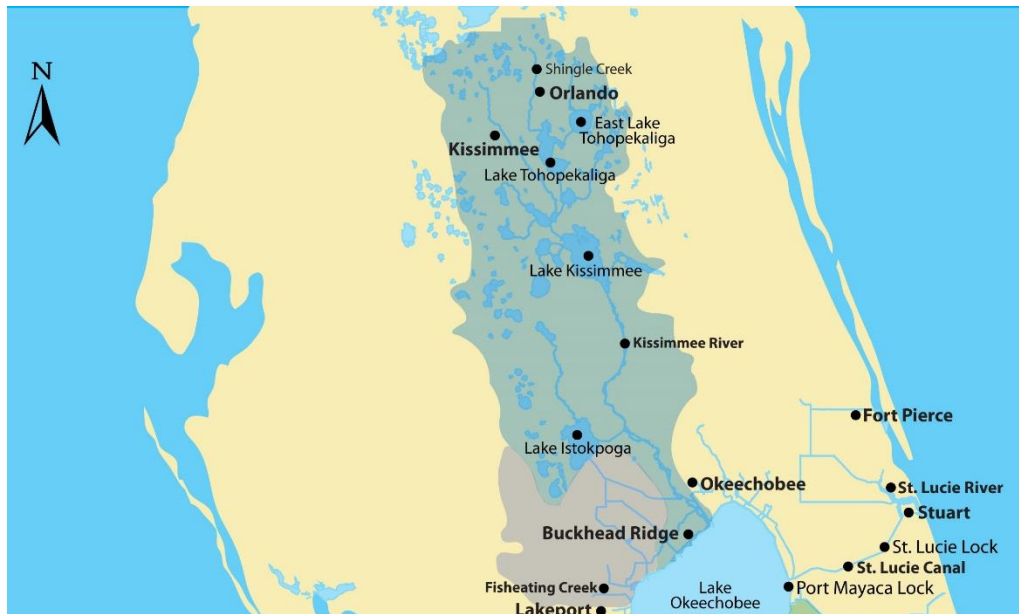 N
Shingle Creek
Orlando
East Lake
Tohopekaliga
Kissimmee
Lake Tohopekaliga
Lake Kissimmee
Kissimmee River
Fort Pierce
Lake Istokpoga
Okeechobee
St. Lucie River
Stuart
Buckhead Ridge
St. Lucie Lock
St. Lucie Canal
Fisheating Creek
Lake
Okeechobee
Port Mayaca Lock
Lakeport